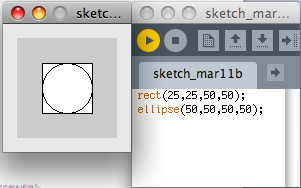 sketc...
sketch_mar...
sketch_mar11b
rect(25,25,50,50);
ellipse(50,50,50,50);